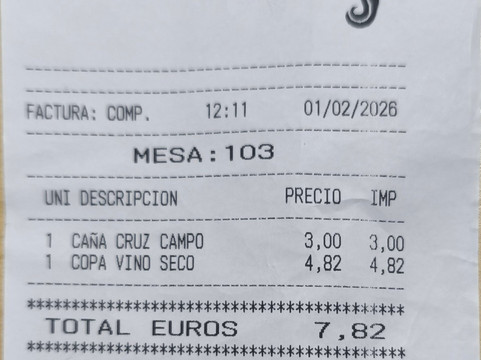 FACTURA: COMP. 12:11 01/02/2026
MESA:103
UNI DESCRIPCION PRECIO IMP
1 CAÑA CRUZ CAMPO 3,00 3,00
1 COPA VINO SECO 4,82 4,82
****************************************
TOTAL EUROS 7,82
****************************************